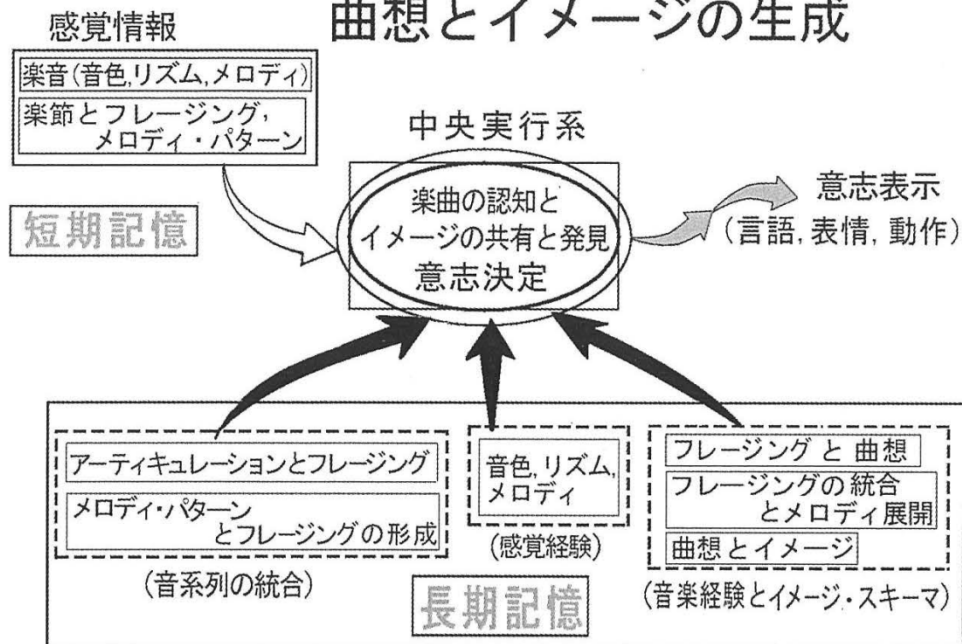 曲想とイメージの生成
感覚情報
楽音(音色,リズム,メロディ)
楽節とフレージング,
メロディ・パターン
短期記憶
中央実行系
楽曲の認知と
イメージの共有と発見
意志決定
意志表示
(言語, 表情, 動作)
アーティキュレーションとフレージング
メロディ・パターン
とフレージングの形成
(音系列の統合)
音色, リズム,
メロディ
(感覚経験)
フレージングと曲想
フレージングの統合
とメロディ展開
曲想とイメージ
(音楽経験とイメージ・スキーマ)
長期記憶